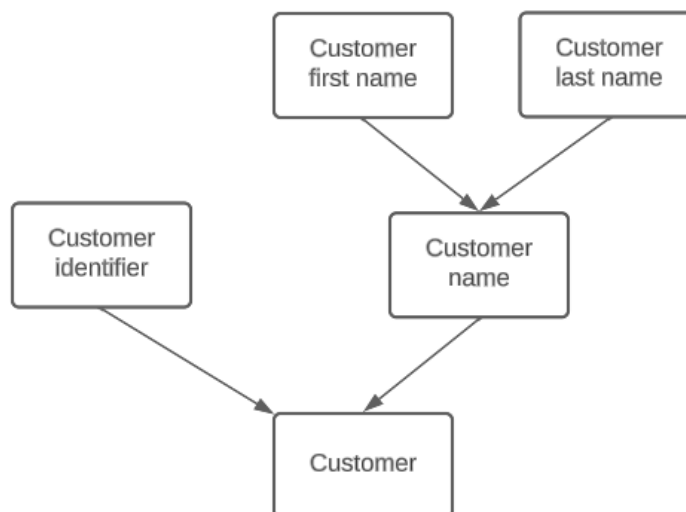 Customer
first name
Customer
last name
Customer
identifier
Customer
name
Customer